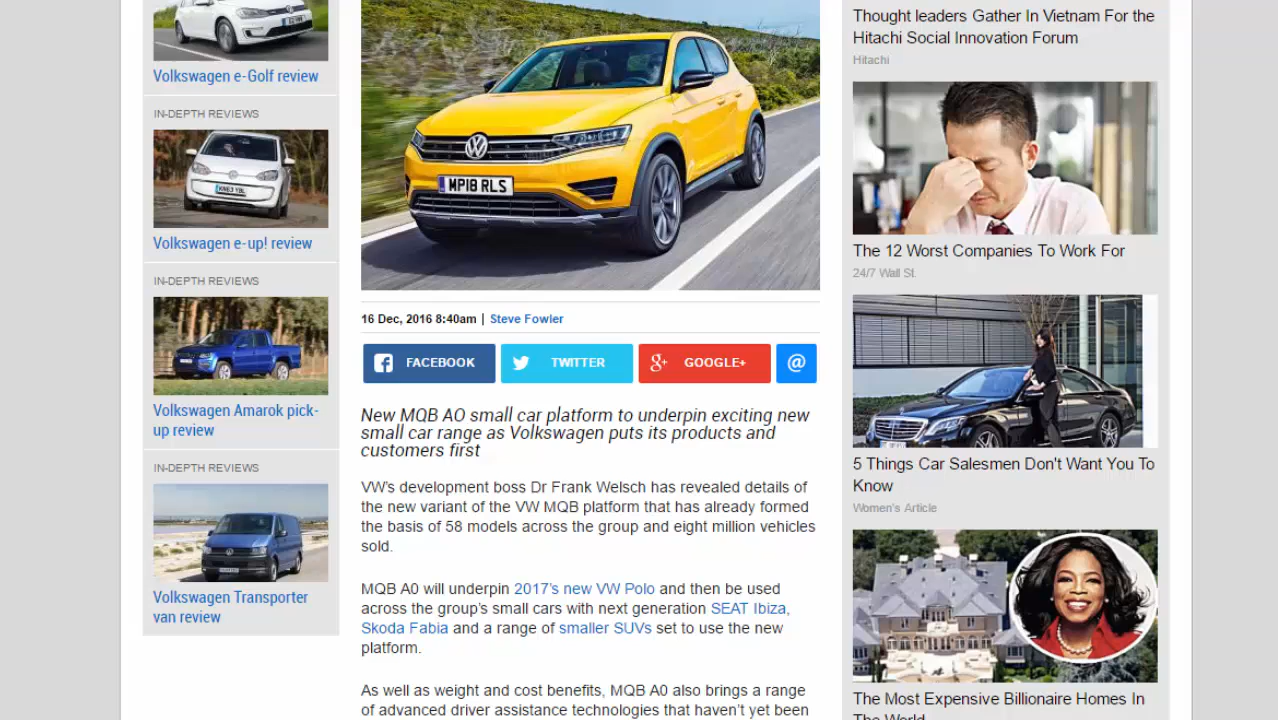 Volkswagen e-Golf review
IN-DEPTH REVIEWS
Volkswagen e-up! review
IN-DEPTH REVIEWS
Volkswagen Amarok pick-
up review
IN-DEPTH REVIEWS
Volkswagen Transporter
van review
MP18 RLS
16 Dec, 2016 8:40am | Steve Fowler
FACEBOOK
TWITTER
GOOGLE+
@
New MQB AO small car platform to underpin exciting new
small car range as Volkswagen puts its products and
customers first
VW's development boss Dr Frank Welsch has revealed details of
the new variant of the VW MQB platform that has already formed
the basis of 58 models across the group and eight million vehicles
sold.
MQB A0 will underpin 2017's new VW Polo and then be used
across the group's small cars with next generation SEAT Ibiza,
Skoda Fabia and a range of smaller SUVs set to use the new
platform.
As well as weight and cost benefits, MQB A0 also brings a range
of advanced driver assistance technologies that haven't yet been
Thought leaders Gather In Vietnam For the
Hitachi Social Innovation Forum
Hitachi
The 12 Worst Companies To Work For
24/7 Wall St.
5 Things Car Salesmen Don't Want You To
Know
Women's Article
The Most Expensive Billionaire Homes In
The World